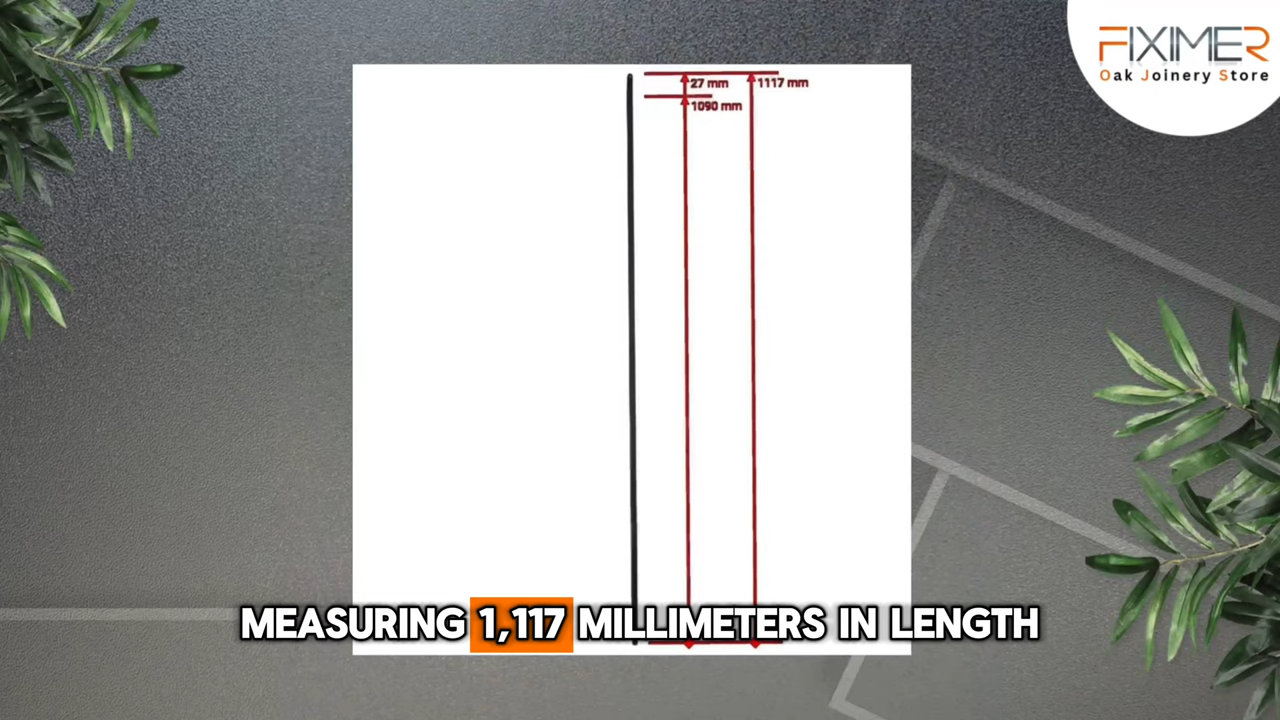 FIXIMER
Oak Joinery Store
27 mm
1117 mm
1090 mm
MEASURING 1,117 MILLIMETERS IN LENGTH